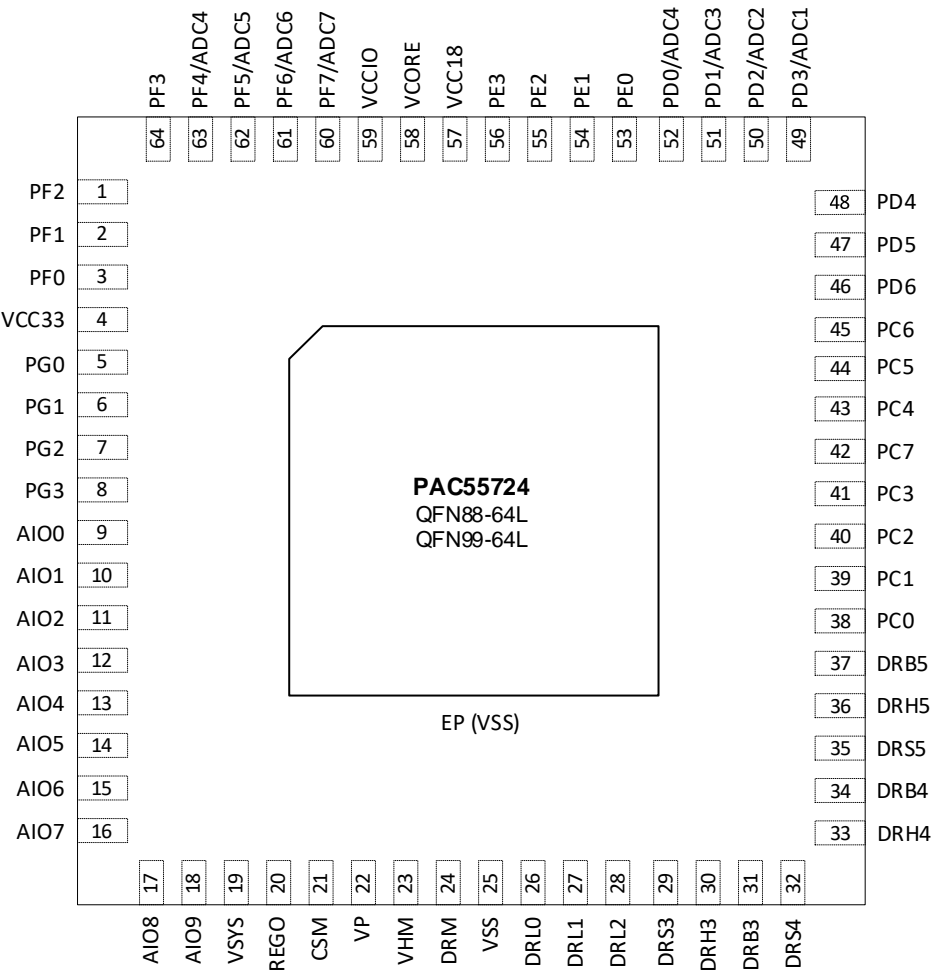 PF3
PF4/ADC4
PF5/ADC5
PF6/ADC6
PF7/ADC7
VCCIO
VCORE
VCC18
PE3
PE2
PE1
PE0
PD0/ADC4
PD1/ADC3
PD2/ADC2
PD3/ADC1
64 63 62 61 60 59 58 57 56 55 54 53 52 51 50 49
PF2 1
PF1 2
PF0 3
VCC33 4
PG0 5
PG1 6
PG2 7
PG3 8
AIO0 9
AIO1 10
AIO2 11
AIO3 12
AIO4 13
AIO5 14
AIO6 15
AIO7 16
PAC55724
QFN88-64L
QFN99-64L
EP (VSS)
48 PD4
47 PD5
46 PD6
45 PC6
44 PC5
43 PC4
42 PC7
41 PC3
40 PC2
39 PC1
38 PC0
37 DRB5
36 DRH5
35 DRS5
34 DRB4
33 DRH4
17 18 19 20 21 22 23 24 25 26 27 28 29 30 31 32
AIO8
AIO9
VSYS
REGO
CSM
VP
VHM
DRM
VSS
DRL0
DRL1
DRL2
DRS3
DRH3
DRB3
DRS4